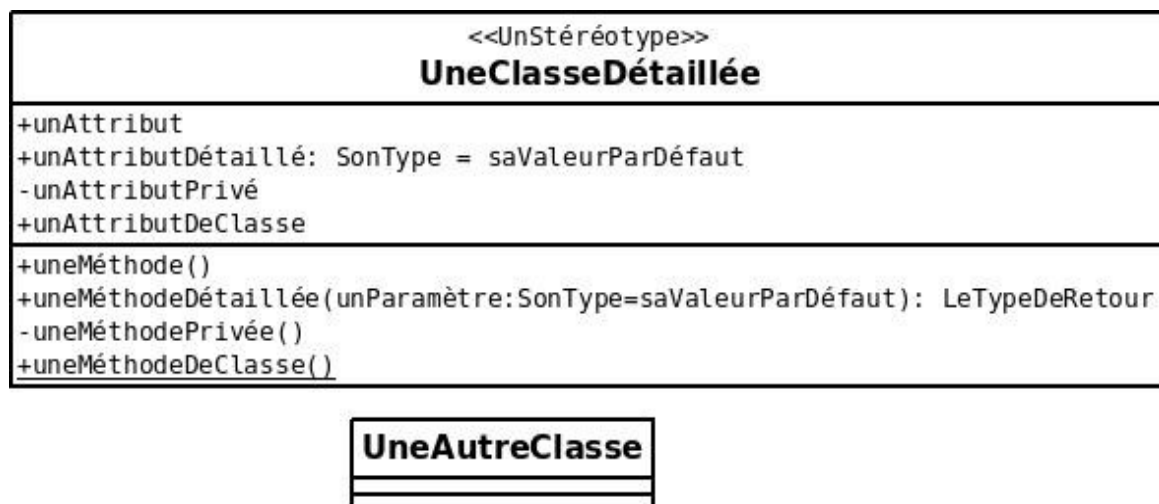 <<UnStéréotype>>
UneClasseDétaillée
+unAttribut
+unAttributDétaillé: SonType = saValeurParDéfaut
-unAttributPrivé
+unAttributDeClasse
+uneMéthode()
+uneMéthodeDétaillée(unParamètre:SonType=saValeurParDéfaut): LeTypeDeRetour
-uneMéthodePrivée()
+uneMéthodeDeClasse()
UneAutreClasse